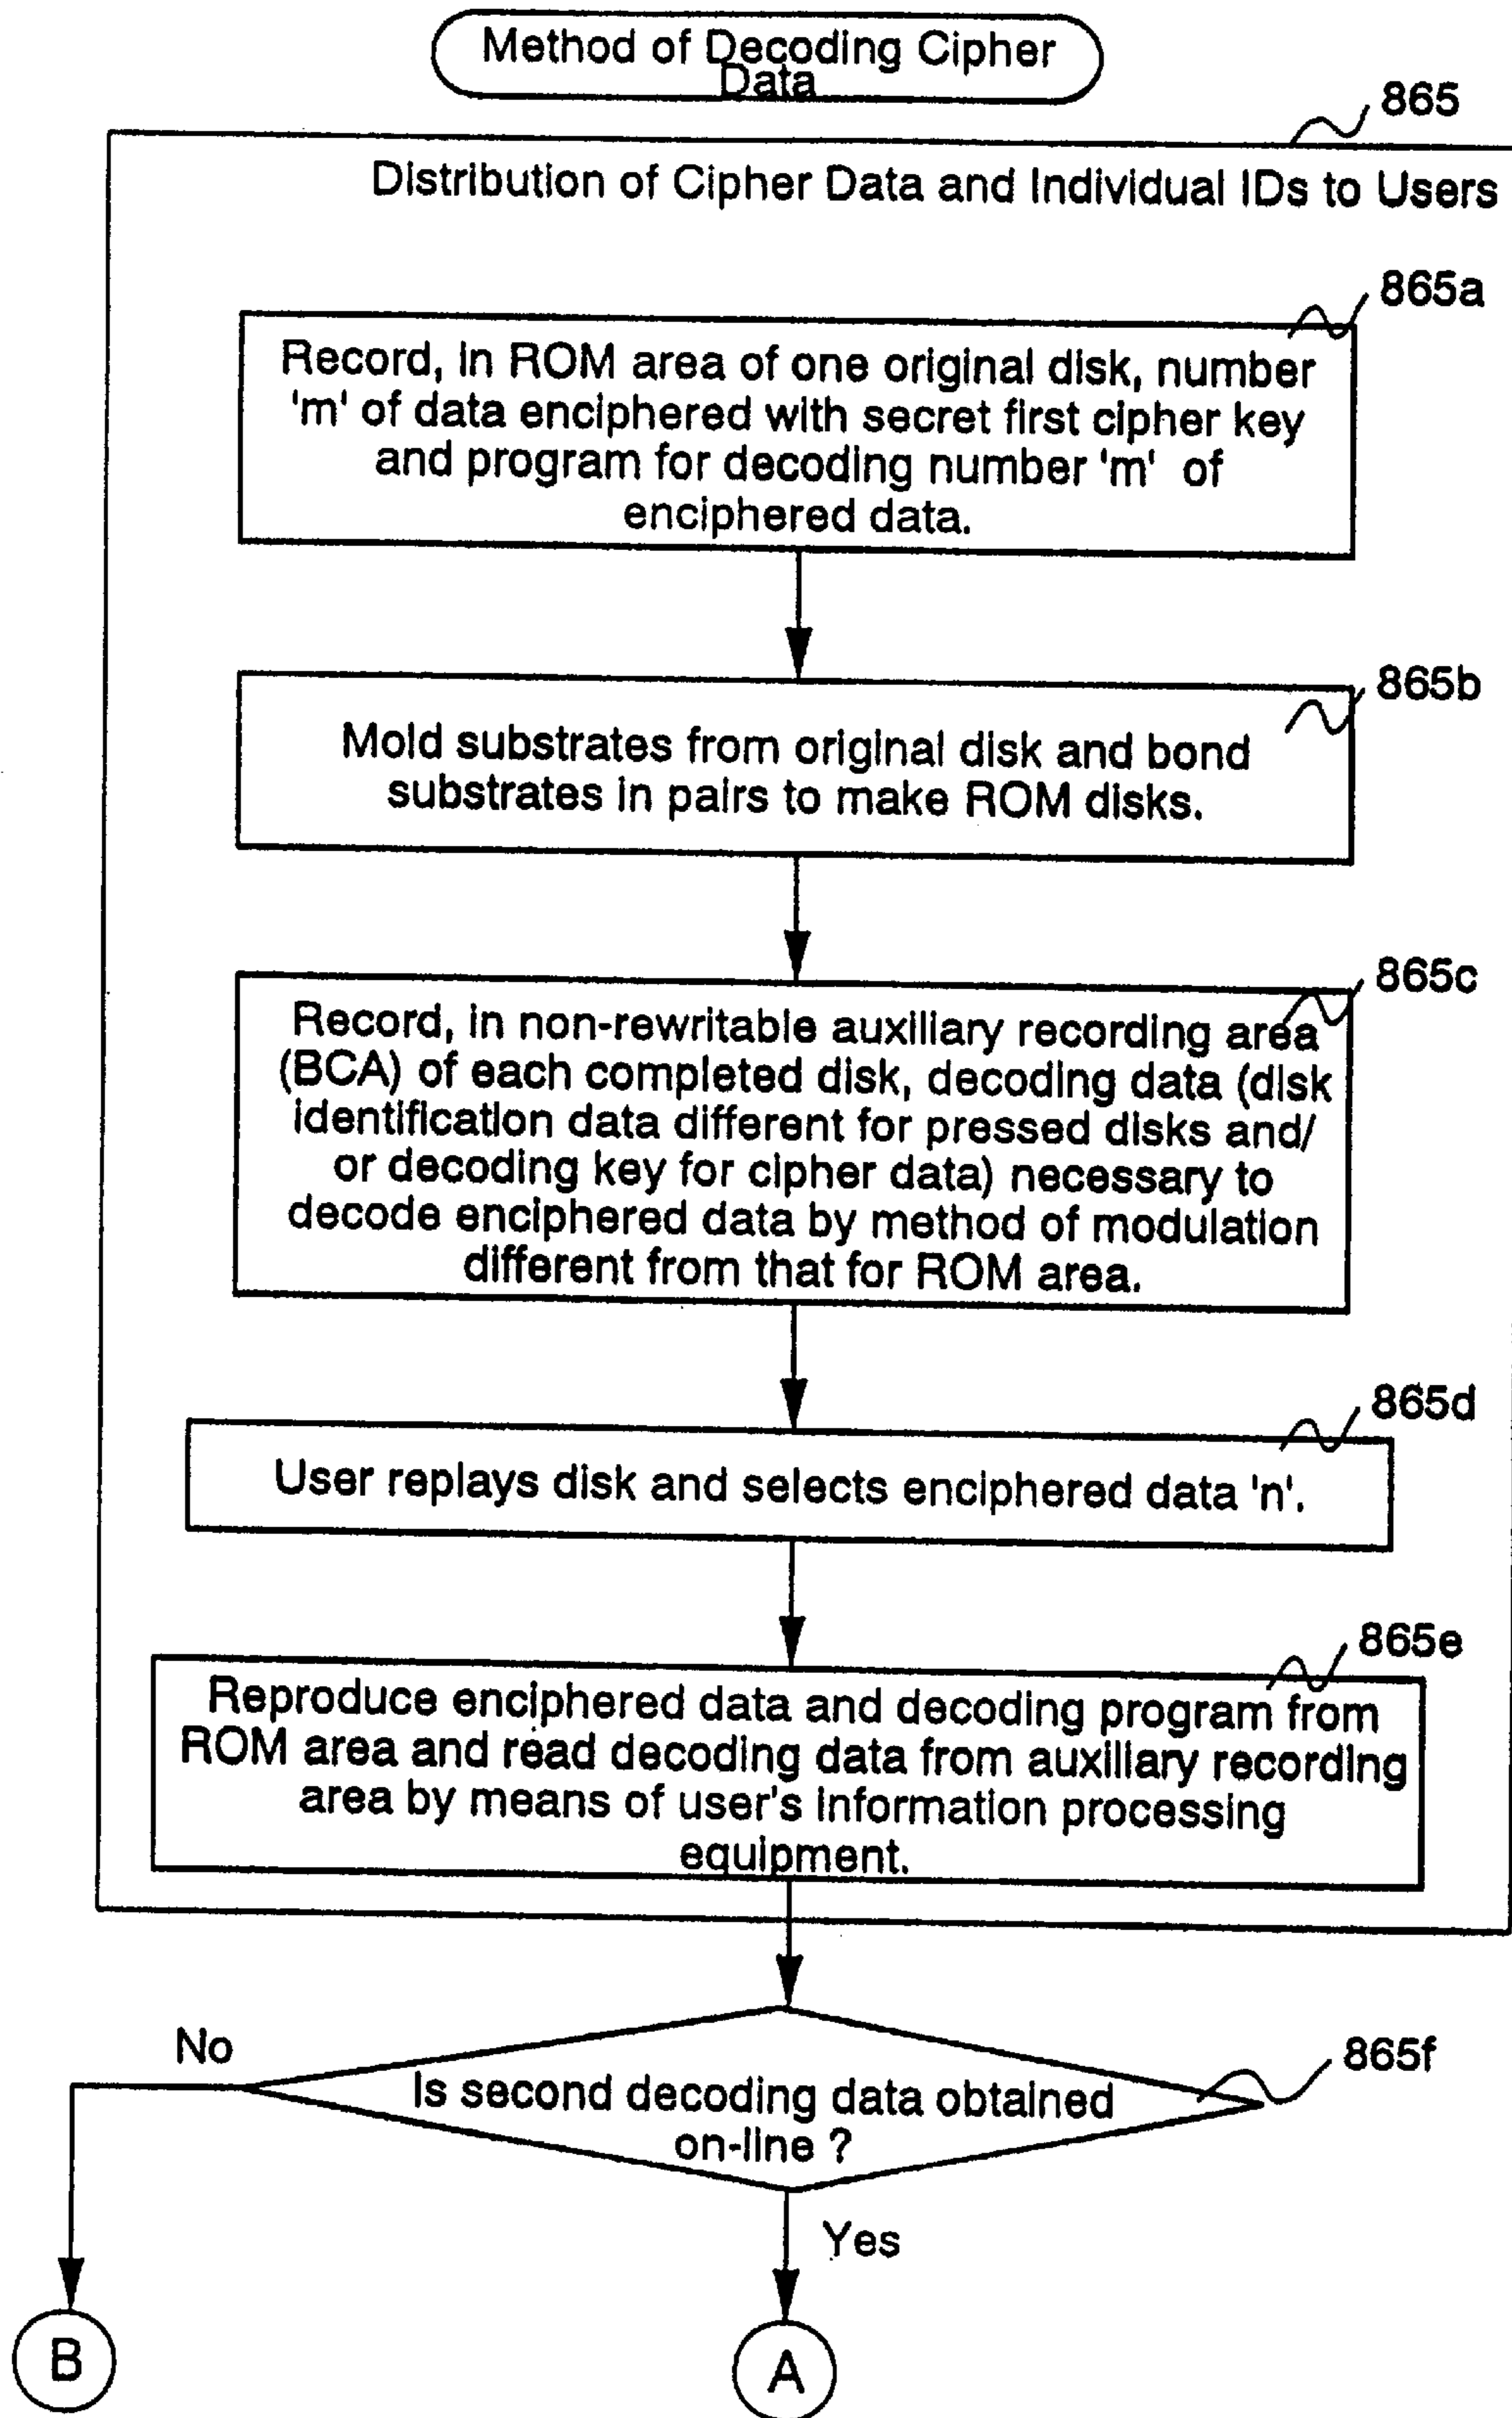 Method of Decoding Cipher
Data
865
Distribution of Cipher Data and Individual IDs to Users
865a
Record, in ROM area of one original disk, number
'm' of data enciphered with secret first cipher key
and program for decoding number 'm' of
enciphered data.
865b
Mold substrates from original disk and bond
substrates in pairs to make ROM disks.
865c
Record, in non-rewritable auxiliary recording area
(BCA) of each completed disk, decoding data (disk
identification data different for pressed disks and/
or decoding key for cipher data) necessary to
decode enciphered data by method of modulation
different from that for ROM area.
865d
User replays disk and selects enciphered data 'n'.
865e
Reproduce enciphered data and decoding program from
ROM area and read decoding data from auxiliary recording
area by means of user's information processing
equipment.
No
865f
Is second decoding data obtained
on-line ?
Yes
B
A